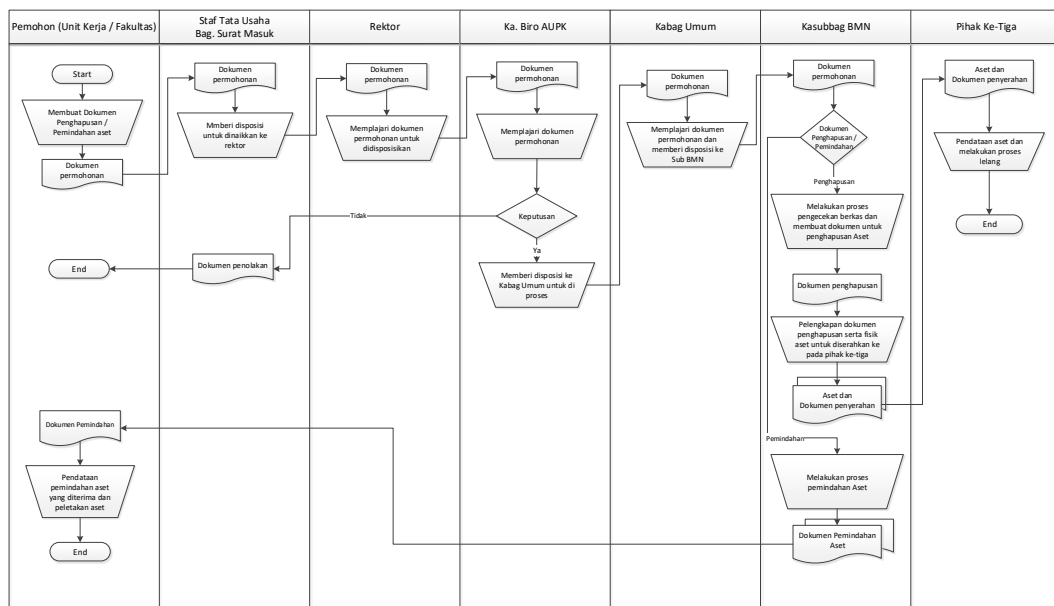 Pemohon (Unit Kerja / Fakultas)
Staf Tata Usaha
Bag. Surat Masuk
Rektor
Ka. Biro AUPK
Kabag Umum
Kasubbag BMN
Pihak Ke-Tiga
Start
Membuat Dokumen
Penghapusan /
Pemindahan aset
Dokumen
permohonan
Dokumen
permohonan
Mmberi disposisi
untuk dinaikkan ke
rektor
Dokumen penolakan
End
Dokumen
permohonan
Memplajari dokumen
permohonan untuk
didisposisikan
Dokumen
permohonan
Memplajari dokumen
permohonan
Keputusan
Tidak
Ya
Memberi disposisi ke
Kabag Umum untuk di
proses
Dokumen
permohonan
Memplajari dokumen
permohonan dan
memberi disposisi ke
Sub BMN
Dokumen
permohonan
Dokumen
Penghapusan /
Pemindahan
Penghapusan
Melakukan proses
pengecekan berkas dan
membuat dokumen untuk
penghapusan Aset
Dokumen penghapusan
Pelengkapan dokumen
penghapusan serta fisik
aset untuk diserahkan ke
pada pihak ke-tiga
Aset dan
Dokumen penyerahan
Pemindahan
Melakukan proses
pemindahan Aset
Dokumen Pemindahan
Aset
Aset dan
Dokumen penyerahan
Pendataan aset dan
melakukan proses
lelang
End
Dokumen Pemindahan
Pendataan
pemindahan aset
yang diterima dan
peletakan aset
End